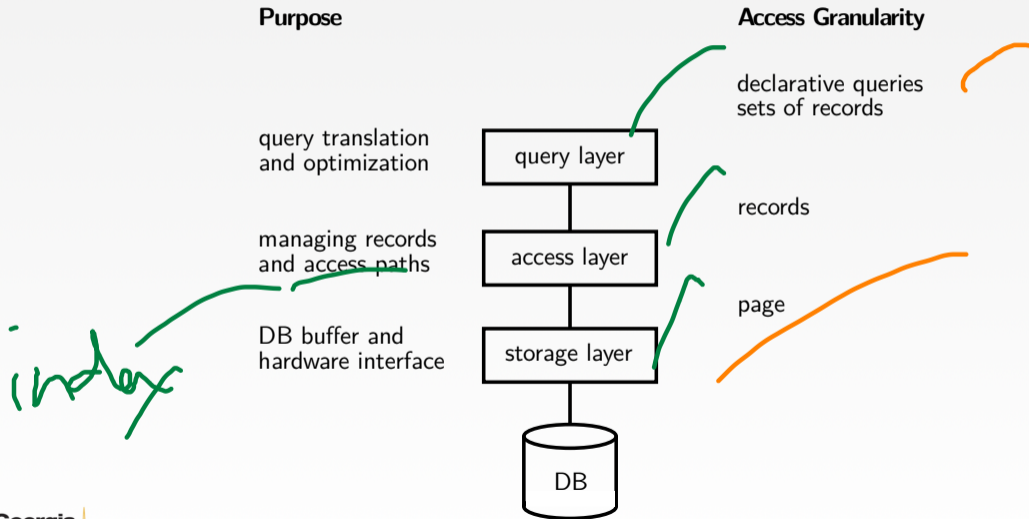 Purpose
Access Granularity
declarative queries
sets of records
query translation
and optimization
query layer
records
managing records
and access paths
access layer
page
index
DB buffer and
hardware interface
storage layer
DB
Georgia